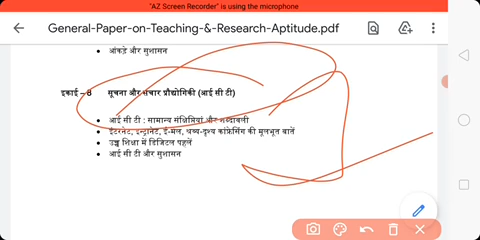 "AZ Screen Recorder" is using the microphone
General-Paper-on-Teaching-&-Research-Aptitude.pdf
• आंकड़े और सुशासन
इकाई –8 सूचना और संचार प्रौद्योगिकी (आई सी टी)
• आई सी टी : सामान्य संक्षिप्तियां और शब्दावली
• इंटरनेट, इन्ट्रानेट, ई-मेल, श्रव्य-दृश्य कांफ्रेसिंग की मूलभूत बातें
• उच्च शिक्षा में डिजिटल पहलें
• आई सी टी और सुशासन